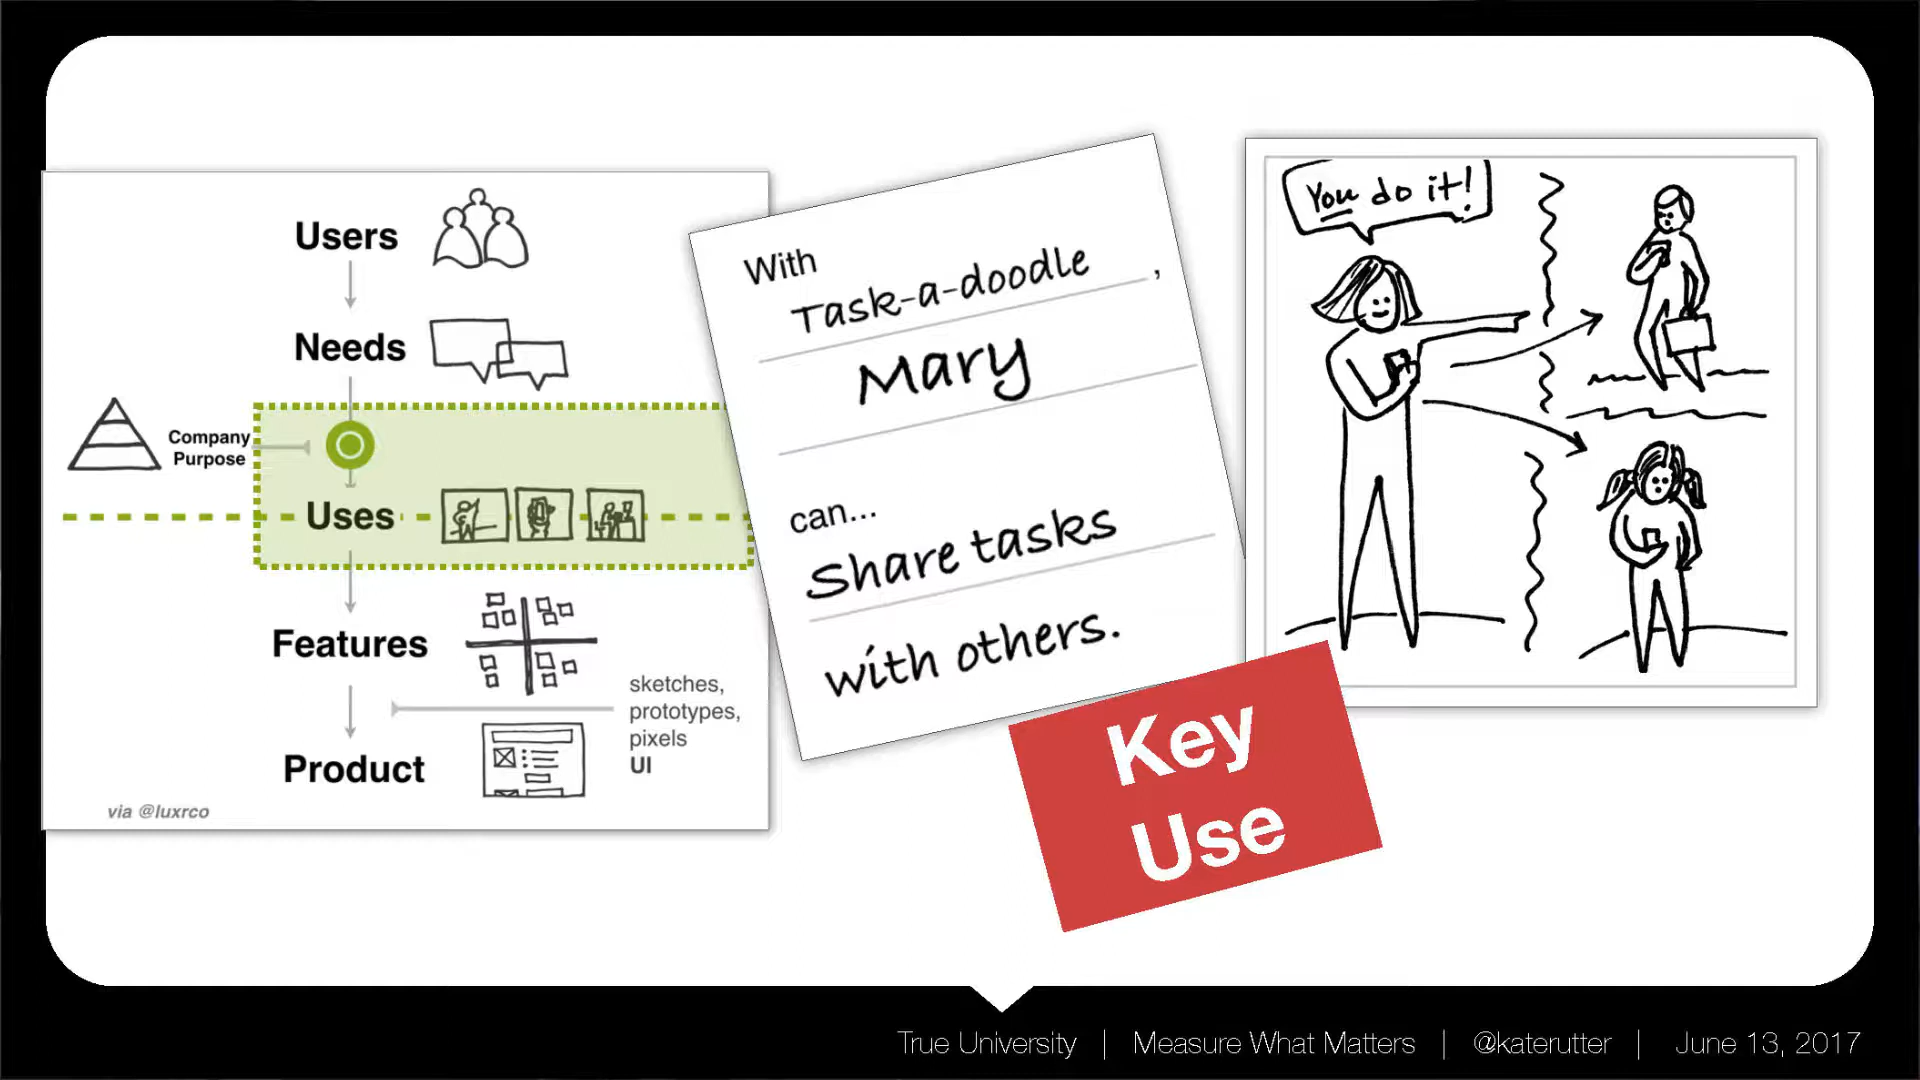 Users
Needs
Company
Purpose
Uses
Features
sketches,
prototypes,
pixels
UI
Product
via @luxrco
With
Task-a-doodle,
Mary
can...
Share tasks
with others.
Key
Use
You do it!
True University | Measure What Matters | @katerutter | June 13, 2017